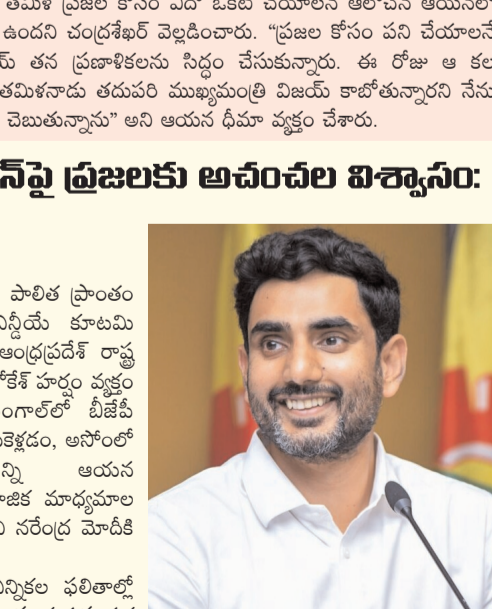 తమిళ ప్రజల కోసం ఏదో ఒకటి చేయాలనే ఆలోచన ఆయనలో
ఉందని చంద్రశేఖర్ వెల్లడించారు. “ప్రజల కోసం పని చేయాలనే
తన ప్రణాళికలను సిద్ధం చేసుకున్నారు. ఈ రోజు ఆ కల
తమిళనాడు తదుపరి ముఖ్యమంత్రి విజయ్ కాబోతున్నారని నేను
చెబుతున్నాను” అని ఆయన ధీమా వ్యక్తం చేశారు.
న్‌పై ప్రజలకు అచంచల విశ్వాసం:
పాలిత ప్రాంతం
ఎన్డీయే కూటమి
ఆంధ్రప్రదేశ్ రాష్ట్ర
లోకేశ్ హర్షం వ్యక్తం
బెంగాల్‌లో బీజేపీ
అసోంలో
ఆయన
మాధ్యమాల
నరేంద్ర మోదీకి
ఎన్నికల ఫలితాల్లో